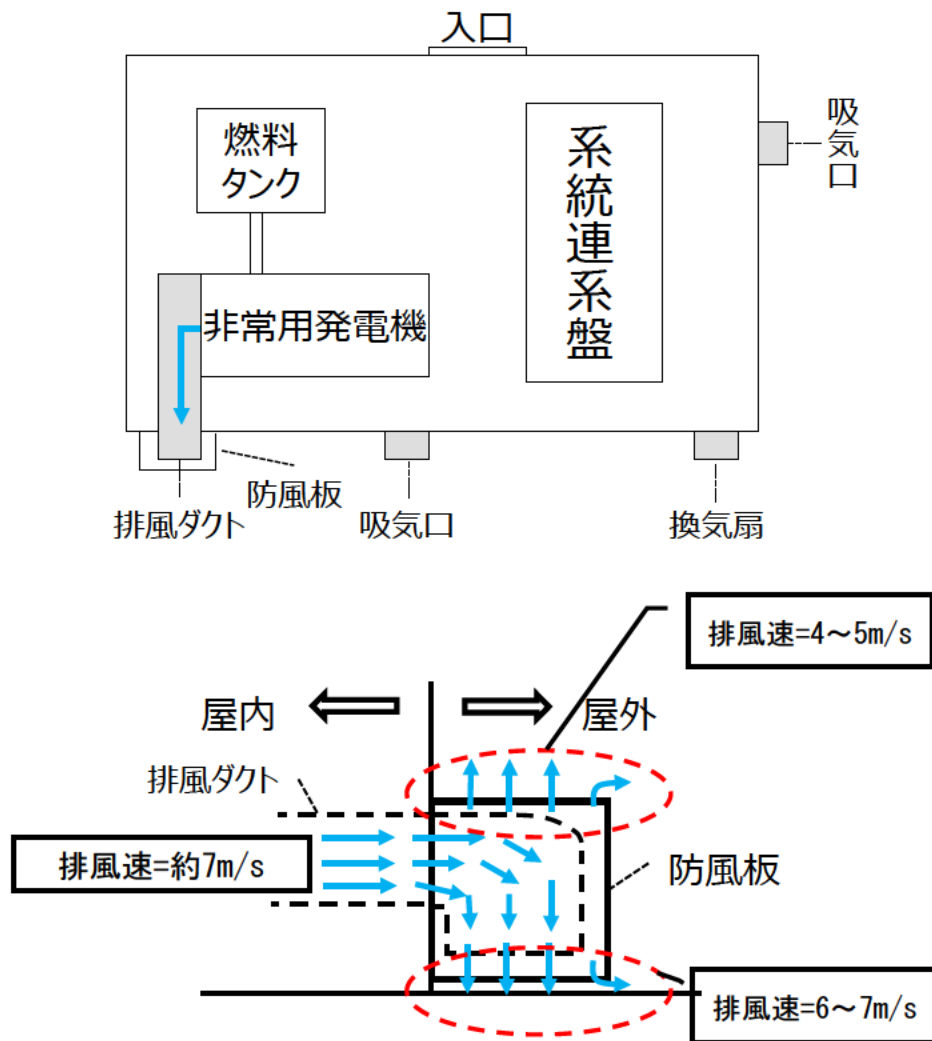 入口
燃料
タンク
系統連系盤
吸気口
非常用発電機
防風板
排風ダクト
吸気口
換気扇
排風速=4～5m/s
屋内
屋外
排風ダクト
排風速=約7m/s
防風板
排風速=6～7m/s